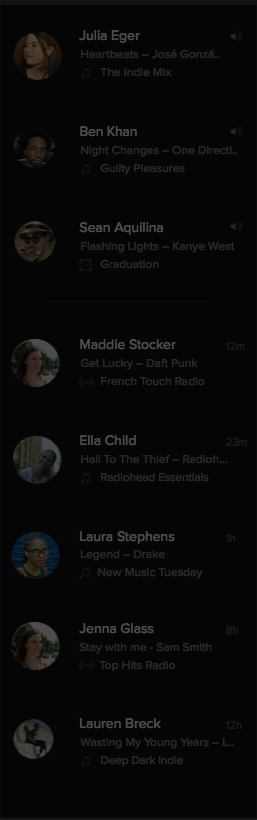 Julia Eger
Heartbeats – José Gonzá..
The Indie Mix
Ben Khan
Night Changes – One Directi..
Guilty Pleasures
Sean Aquilina
Flashing Lights – Kanye West
Graduation
Maddie Stocker
12m
Get Lucky – Daft Punk
French Touch Radio
Ella Child
23m
Hail To The Thief – Radioh...
Radiohead Essentials
Laura Stephens
1h
Legend – Drake
New Music Tuesday
Jenna Glass
8h
Stay with me - Sam Smith
Top Hits Radio
Lauren Breck
12h
Wasting My Young Years – L..
Deep Dark Indie